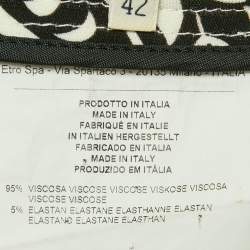 42
Etro Spa - Via Spartaco 3 - 20135 Milano - ITALIA
PRODOTTO IN ITALIA
MADE IN ITALY
FABRIQUÉ EN ITALIE
IN ITALIEN HERGESTELLT
FABRICADO EN ITALIA
MADE IN ITALY
PRODUZIDO EM ITÁLIA
95% VISCOSA VISCOSE VISCOSE VISKOSE VISCOSA
VISCOSE VISCOSE
5% ELASTAN ELASTANE ELASTHANNE ELASTAN
ELASTANO ELASTANE ELASTHAN